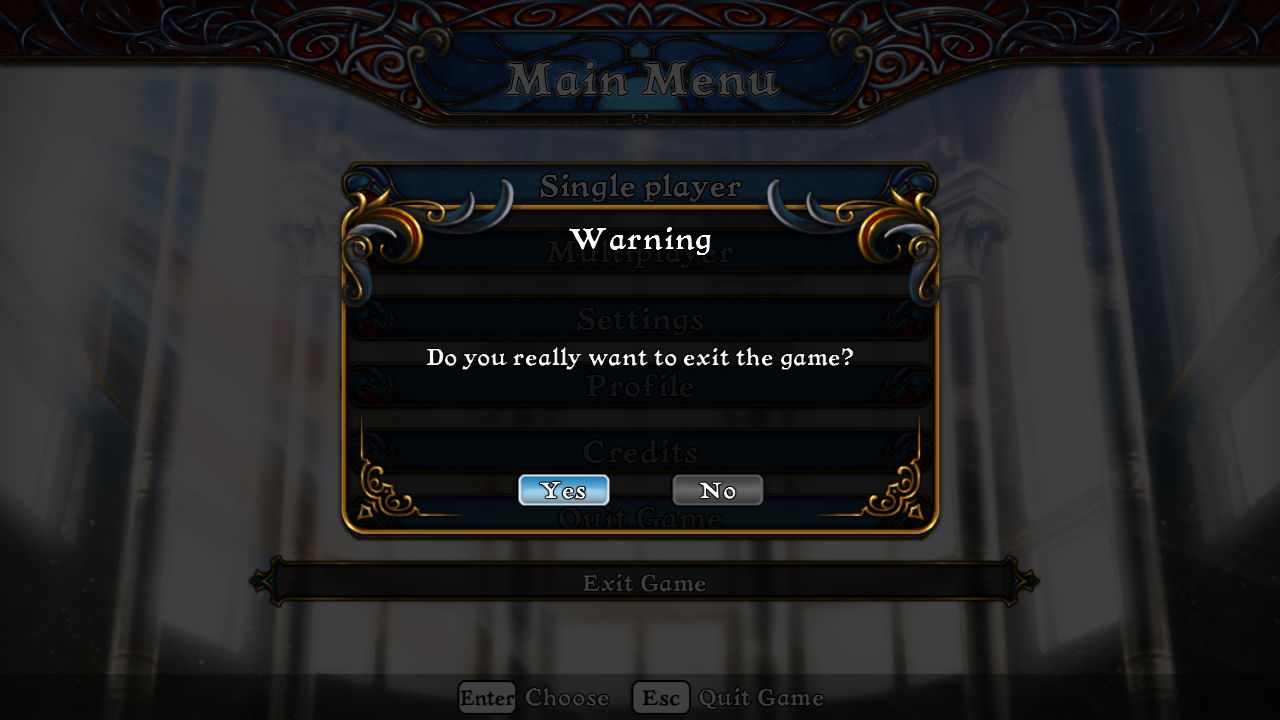 Main Menu
Single player
Warning
Multiplayer
Settings
Do you really want to exit the game?
Profile
Credits
Yes No
Quit Game
Exit Game
Enter Choose Esc Quit Game